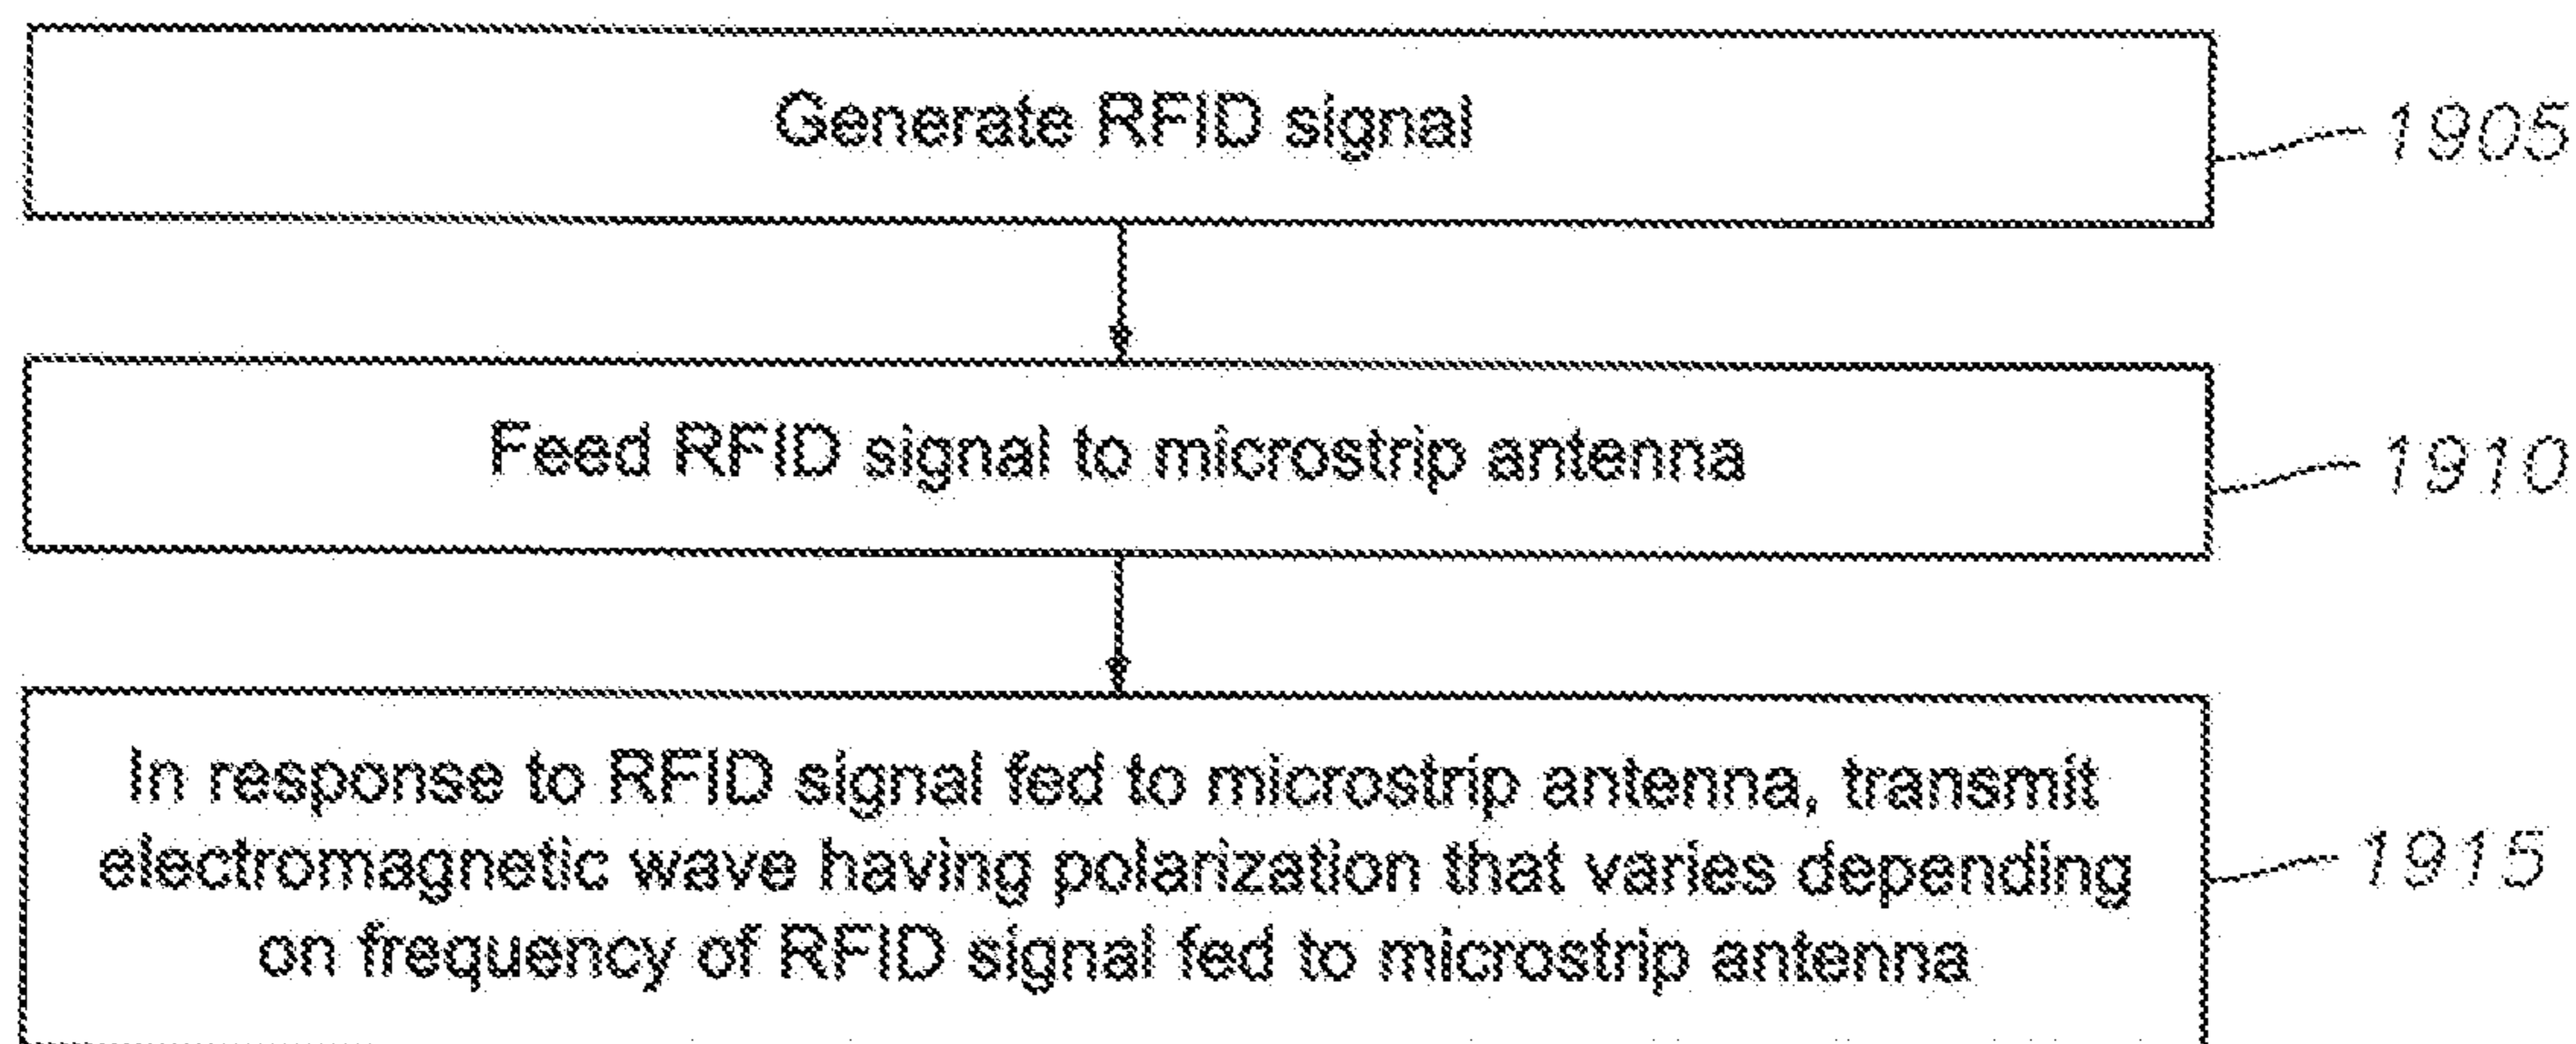 Generate RFID signal
1905
Feed RFID signal to microstrip antenna
1910
In response to RFID signal fed to microstrip antenna, transmit
electromagnetic wave having polarization that varies depending
on frequency of RFID signal fed to microstrip antenna
1915